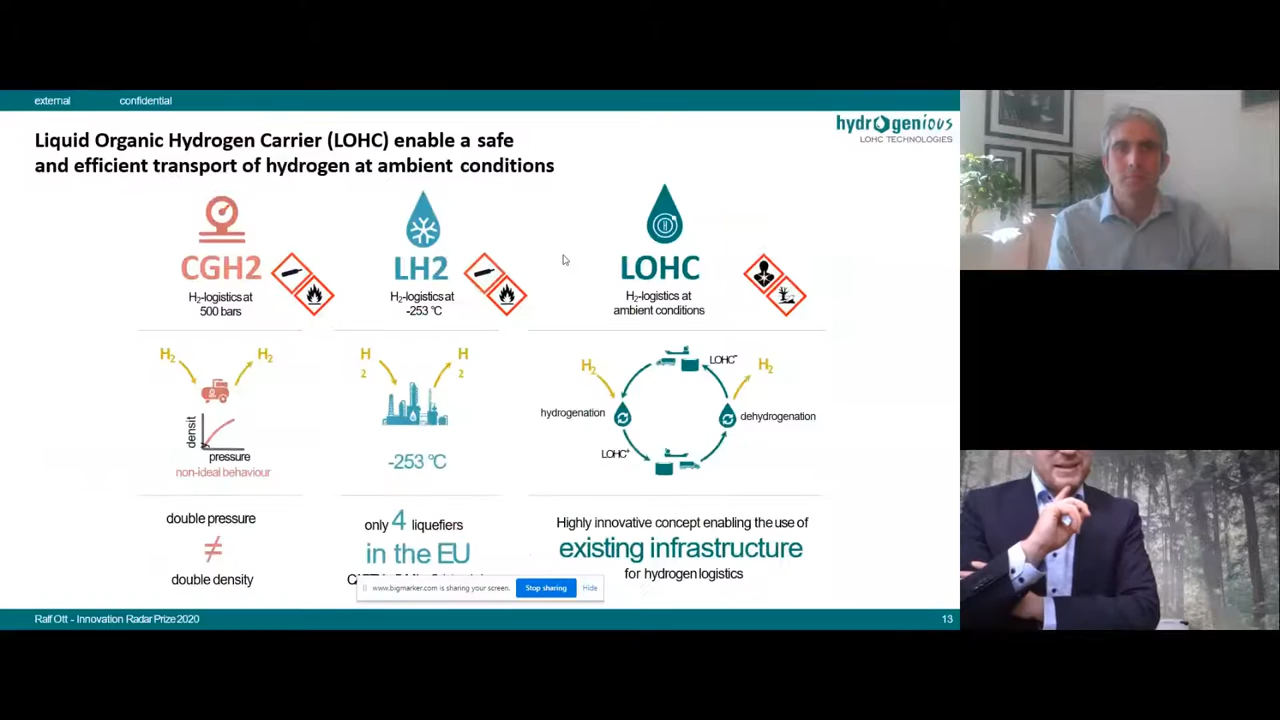 external confidential
Liquid Organic Hydrogen Carrier (LOHC) enable a safe
and efficient transport of hydrogen at ambient conditions
hydrogenious
LOHC TECHNOLOGIES
CGH2
H₂-logistics at
500 bars
H₂ H₂
densit
y
pressure
non-ideal behaviour
double pressure
≠
double density
LH2
H₂-logistics at
-253 °C
H
2
H
2
-253 °C
only 4 liquefiers
in the EU
LOHC
H₂-logistics at
ambient conditions
H₂ LOHC⁻ H₂
hydrogenation dehydrogenation
LOHC⁺
Highly innovative concept enabling the use of
existing infrastructure
for hydrogen logistics
www.bigmarker.com is sharing your screen. Stop sharing Hide
Ralf Ott - Innovation Radar Prize 2020 13